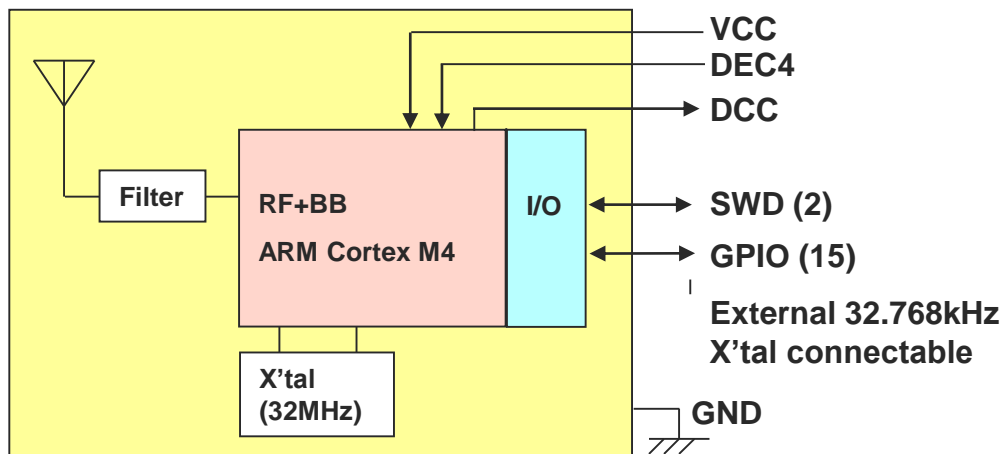 VCC
DEC4
DCC
Filter
RF+BB
ARM Cortex M4
I/O
SWD (2)
GPIO (15)
External 32.768kHz
X'tal connectable
X'tal
(32MHz)
GND